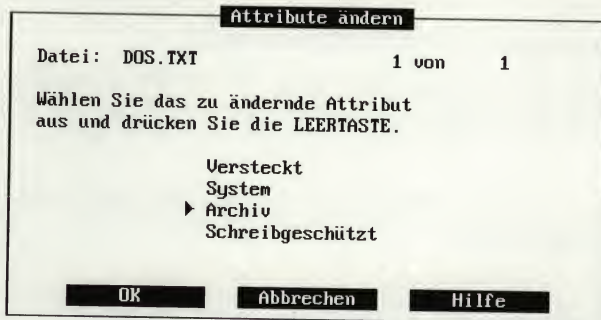 Attribute ändern
Datei: DOS.TXT 1 von 1
Wählen Sie das zu ändernde Attribut
aus und drücken Sie die LEERTASTE.
Versteckt
System
Archiv
Schreibgeschützt
OK Abbrechen Hilfe